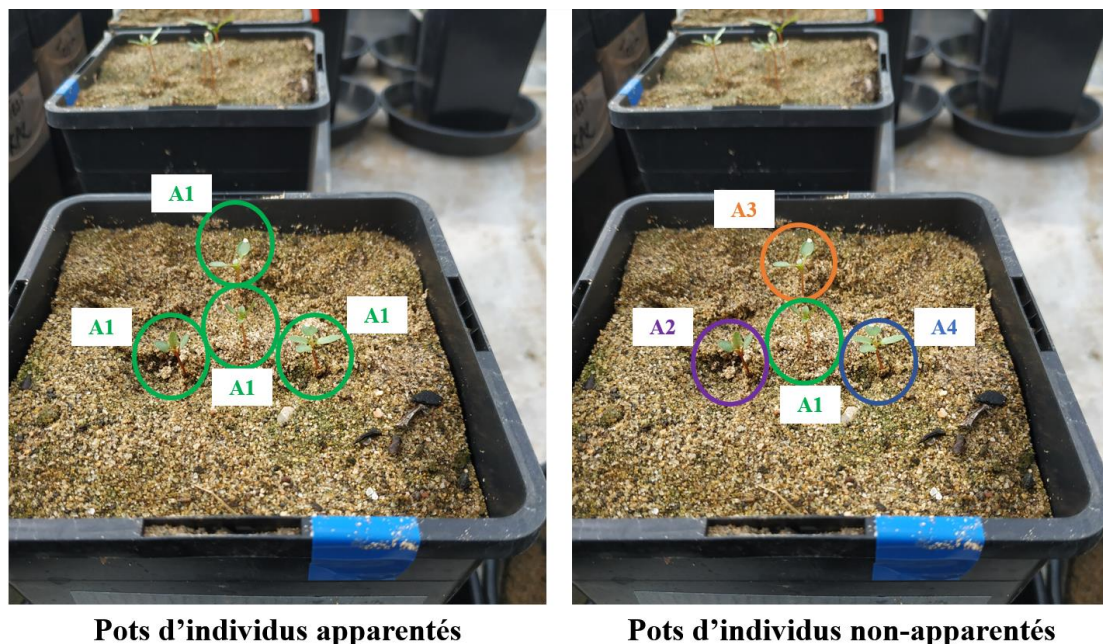 A1
A1
A1
A1
A3
A2
A4
A1
Pots d'individus apparentés
Pots d'individus non-apparentés